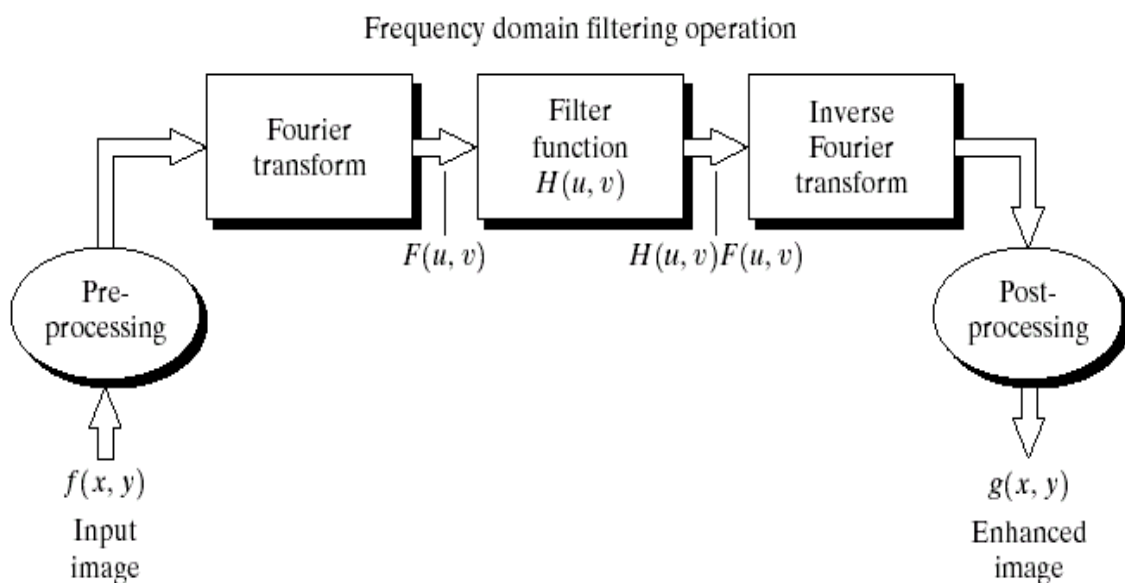 Frequency domain filtering operation
Fourier
transform
Filter
function
H(u, v)
Inverse
Fourier
transform
F(u, v)
H(u, v)F(u, v)
Pre-
processing
Post-
processing
f(x, y)
Input
image
g(x, y)
Enhanced
image